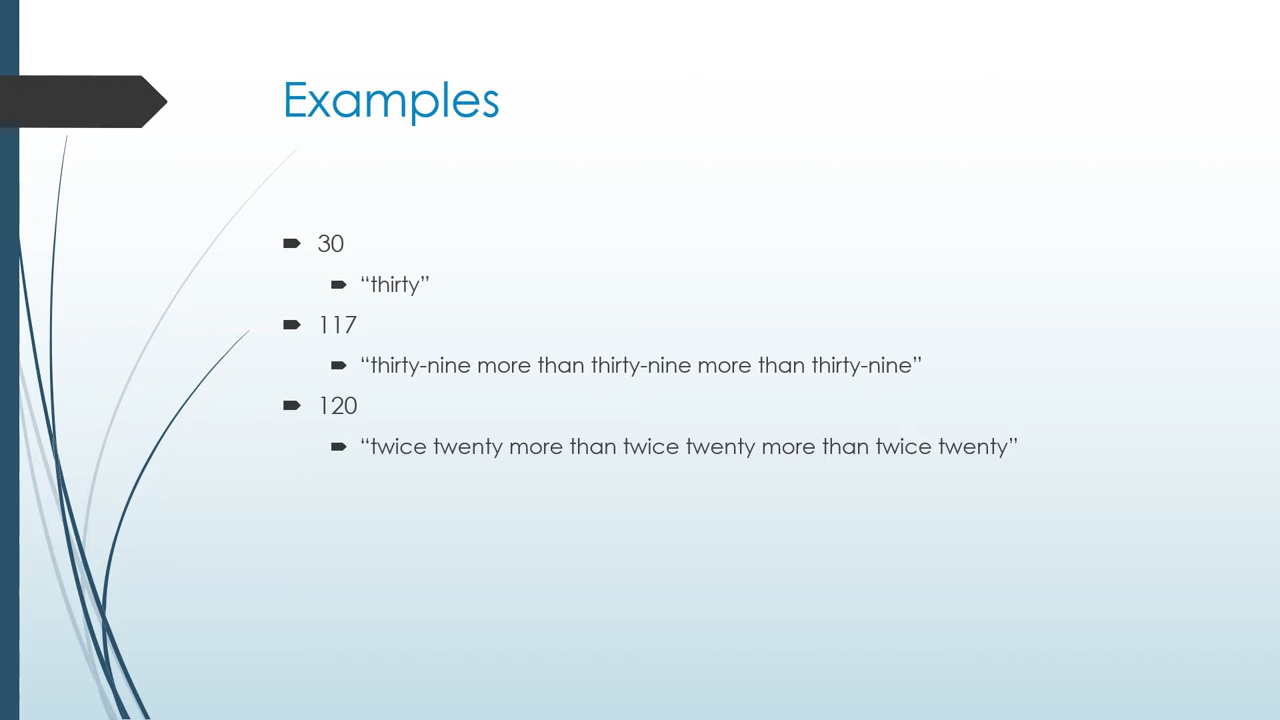 Examples
30
“thirty”
117
“thirty-nine more than thirty-nine more than thirty-nine”
120
“twice twenty more than twice twenty more than twice twenty”